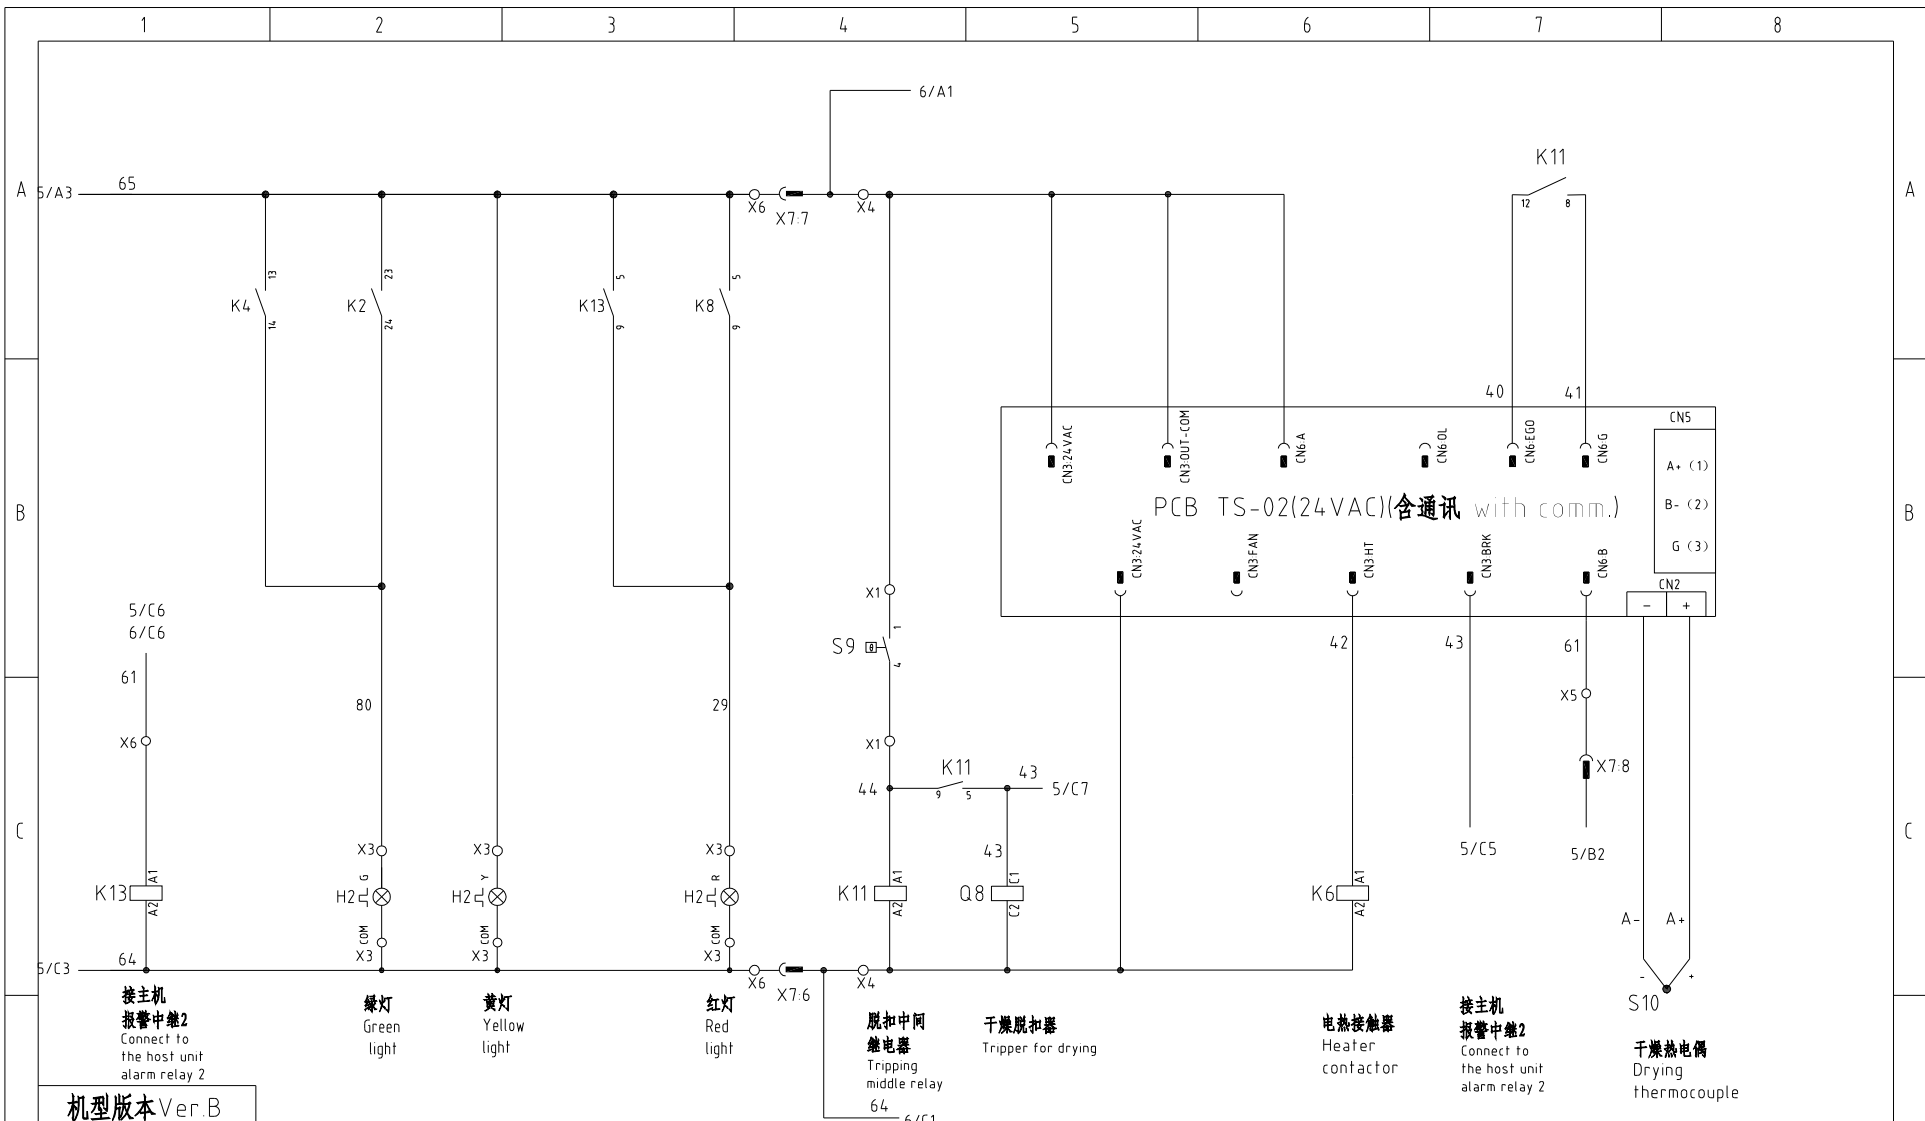 1 2 3 4 5 6 7 8
6/A1
K11
A 5/A3 65 A
X6 X7:7 X4
12 8
13 23 5 5
K4 K2 K13 K8
14 24 9 9
40 41
CN5
CN3:24VAC CN3:OUT-COM CN6:A CN6:OL CN6:EGO CN6:G
A+ (1)
B- (2)
G (3)
B B
PCB TS-02(24VAC)(含通讯 with comm.)
CN3:24VAC CN3:FAN CN3:HT CN3:BRK CN6:B
CN2
- +
5/C6
6/C6
X1
1
S9 θ
4
42 43 61
61
80 29
X5
X6
X1
K11 43
44 9 5 5/C7
X7:8
C C
X3 X3 X3
43
5/C5 5/B2
G Y R
A1 A1 C1 A1
K13 H2 H2 H2 K11 Q8 K6
A2 A2 C2 A2
A- A+
COM COM COM
X3 X3 X3
5/C3 64
X6 X7:6 X4
- +
S10
接主机
报警中继2
Connect to
the host unit
alarm relay 2
绿灯
Green
light
黄灯
Yellow
light
红灯
Red
light
脱扣中间
继电器
Tripping
middle relay
干燥脱扣器
Tripper for drying
电热接触器
Heater
contactor
接主机
报警中继2
Connect to
the host unit
alarm relay 2
干燥热电偶
Drying
thermocouple
机型版本Ver.B
64
6/C1